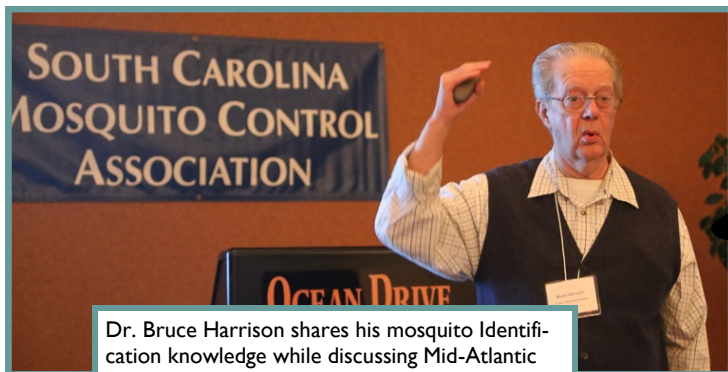 SOUTH CAROLINA
MOSQUITO CONTROL
ASSOCIATION
OCEAN DRIVE
Dr. Bruce Harrison shares his mosquito Identifi-
cation knowledge while discussing Mid-Atlantic